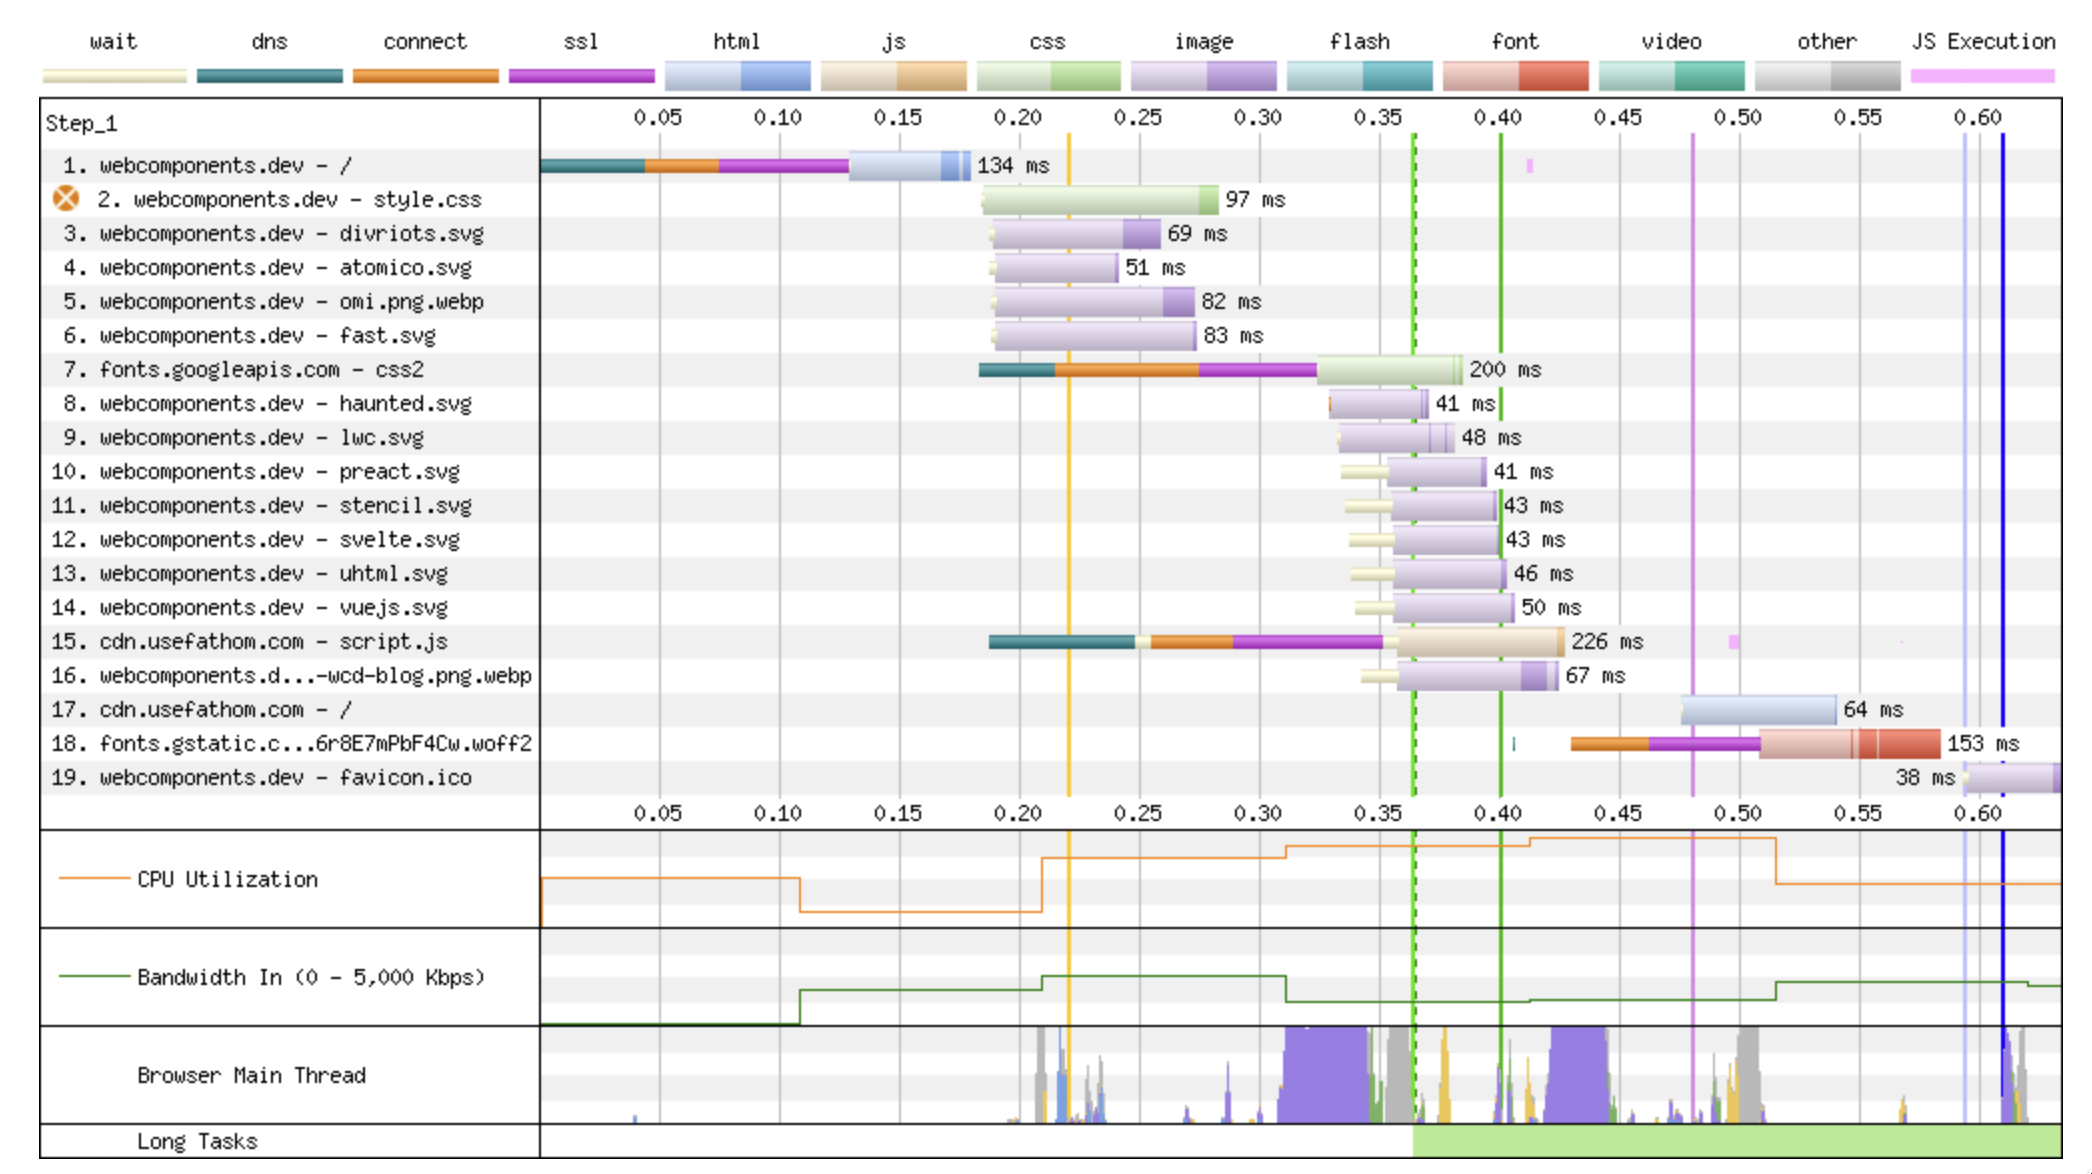 wait dns connect ssl html js css image flash font video other JS Execution
Step_1 0.05 0.10 0.15 0.20 0.25 0.30 0.35 0.40 0.45 0.50 0.55 0.60
1. webcomponents.dev - / 134 ms
2. webcomponents.dev - style.css 97 ms
3. webcomponents.dev - divriots.svg 69 ms
4. webcomponents.dev - atomico.svg 51 ms
5. webcomponents.dev - omi.png.webp 82 ms
6. webcomponents.dev - fast.svg 83 ms
7. fonts.googleapis.com - css2 200 ms
8. webcomponents.dev - haunted.svg 41 ms
9. webcomponents.dev - lwc.svg 48 ms
10. webcomponents.dev - preact.svg 41 ms
11. webcomponents.dev - stencil.svg 43 ms
12. webcomponents.dev - svelte.svg 43 ms
13. webcomponents.dev - uhtml.svg 46 ms
14. webcomponents.dev - vuejs.svg 50 ms
15. cdn.usefathom.com - script.js 226 ms
16. webcomponents.d...-wcd-blog.png.webp 67 ms
17. cdn.usefathom.com - / 64 ms
18. fonts.gstatic.c...6r8E7mPbF4Cw.woff2 153 ms
19. webcomponents.dev - favicon.ico 38 ms
0.05 0.10 0.15 0.20 0.25 0.30 0.35 0.40 0.45 0.50 0.55 0.60
CPU Utilization
Bandwidth In (0 - 5,000 Kbps)
Browser Main Thread
Long Tasks